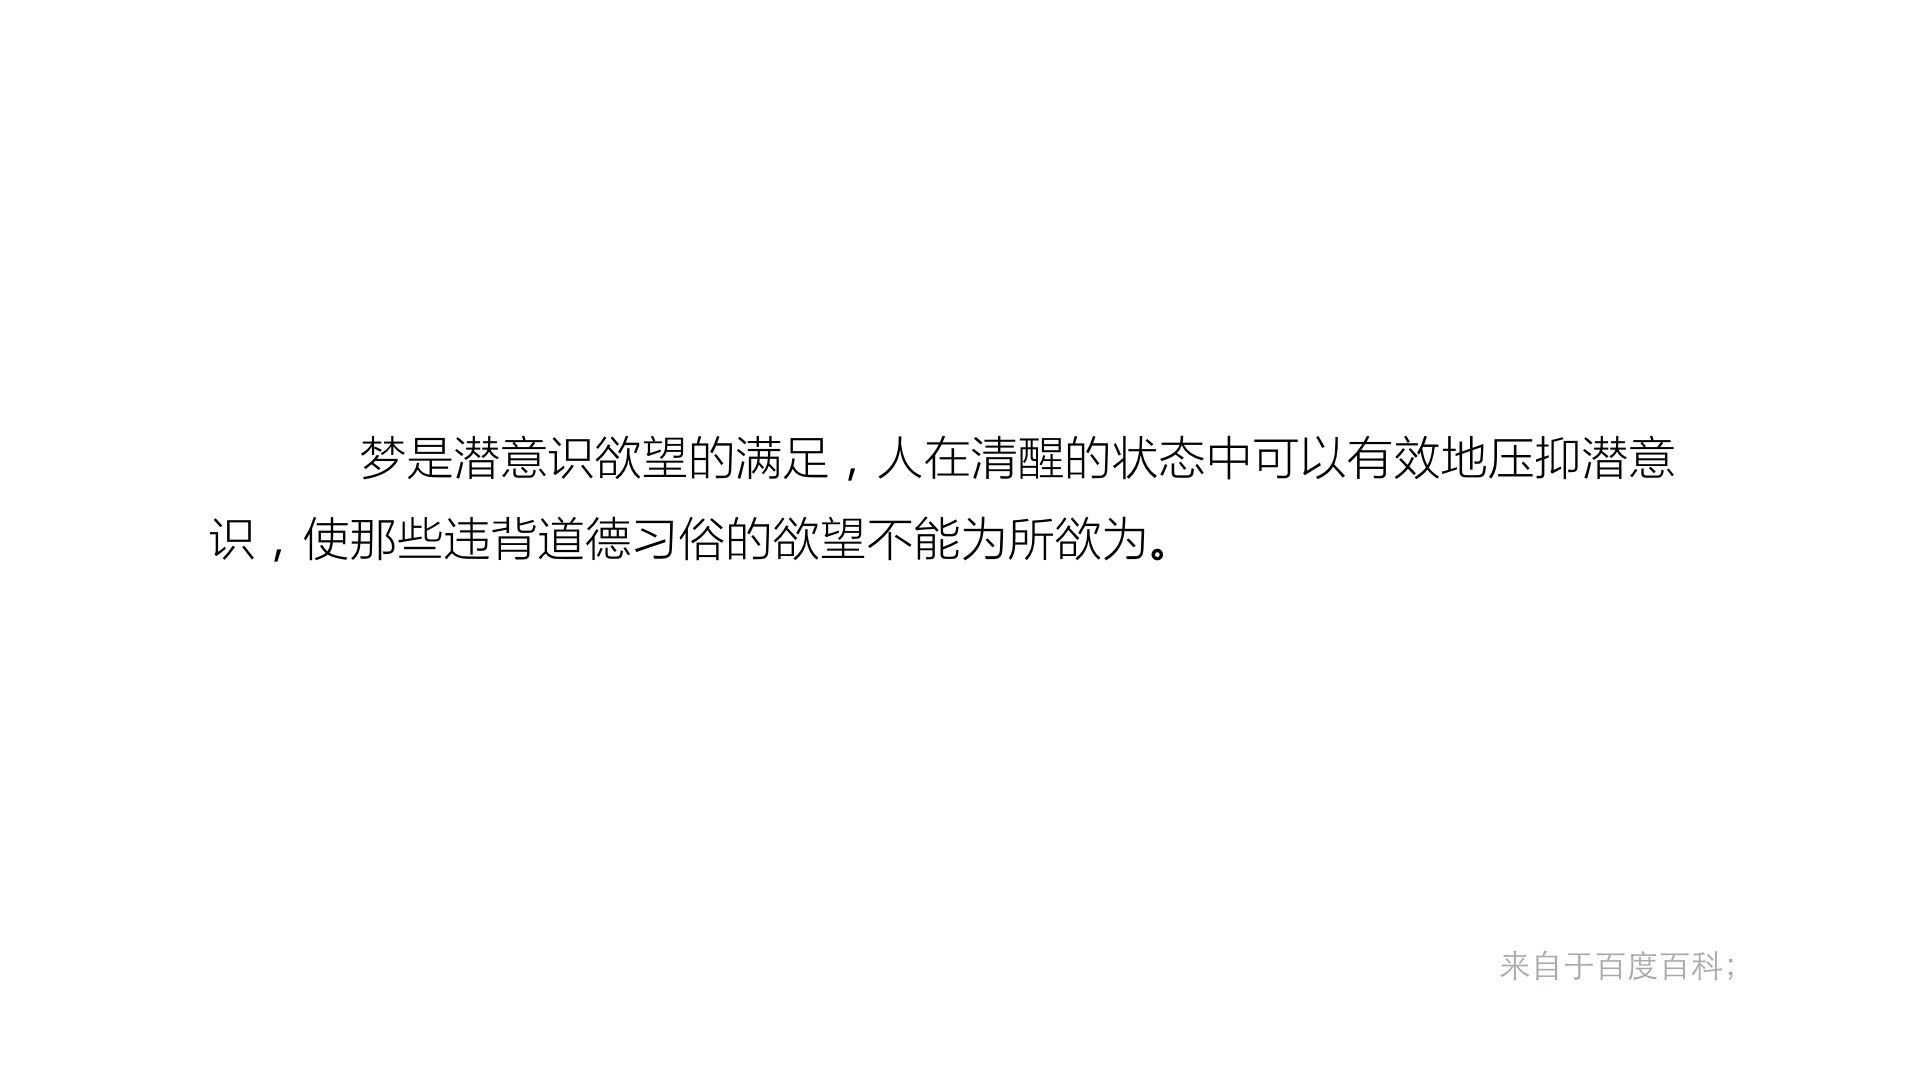 梦是潜意识欲望的满足，人在清醒的状态中可以有效地压抑潜意
识，使那些违背道德习俗的欲望不能为所欲为。
来自于百度百科;